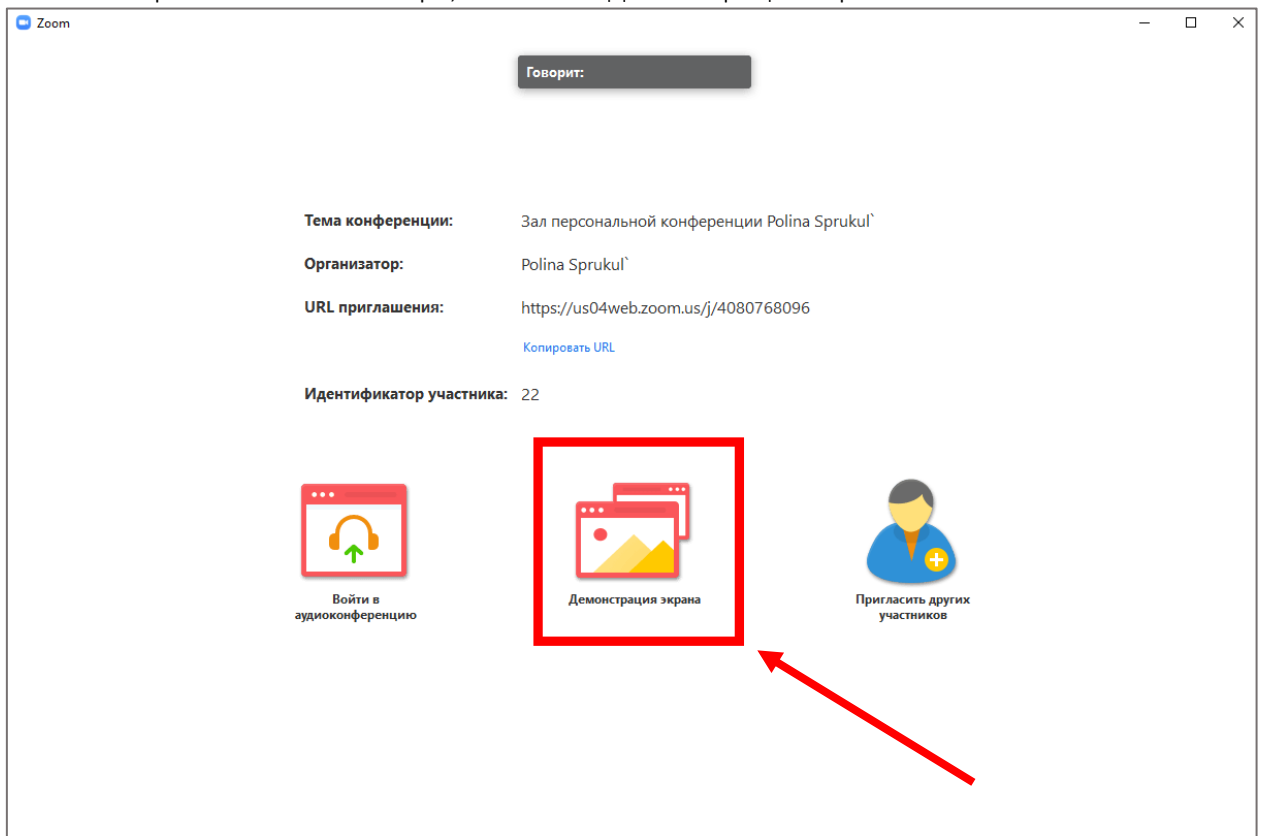 Zoom
Говорит:
Тема конференции: Зал персональной конференции Polina Sprukul`
Организатор: Polina Sprukul`
URL приглашения: https://us04web.zoom.us/j/4080768096
Копировать URL
Идентификатор участника: 22
Войти в
аудиоконференцию
Демонстрация экрана
Пригласить других
участников